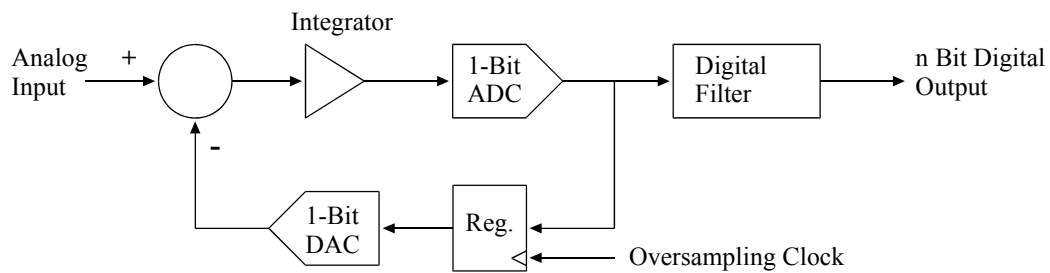 Integrator
Analog
Input
+
1-Bit
ADC
Digital
Filter
n Bit Digital
Output
-
1-Bit
DAC
Reg.
Oversampling Clock